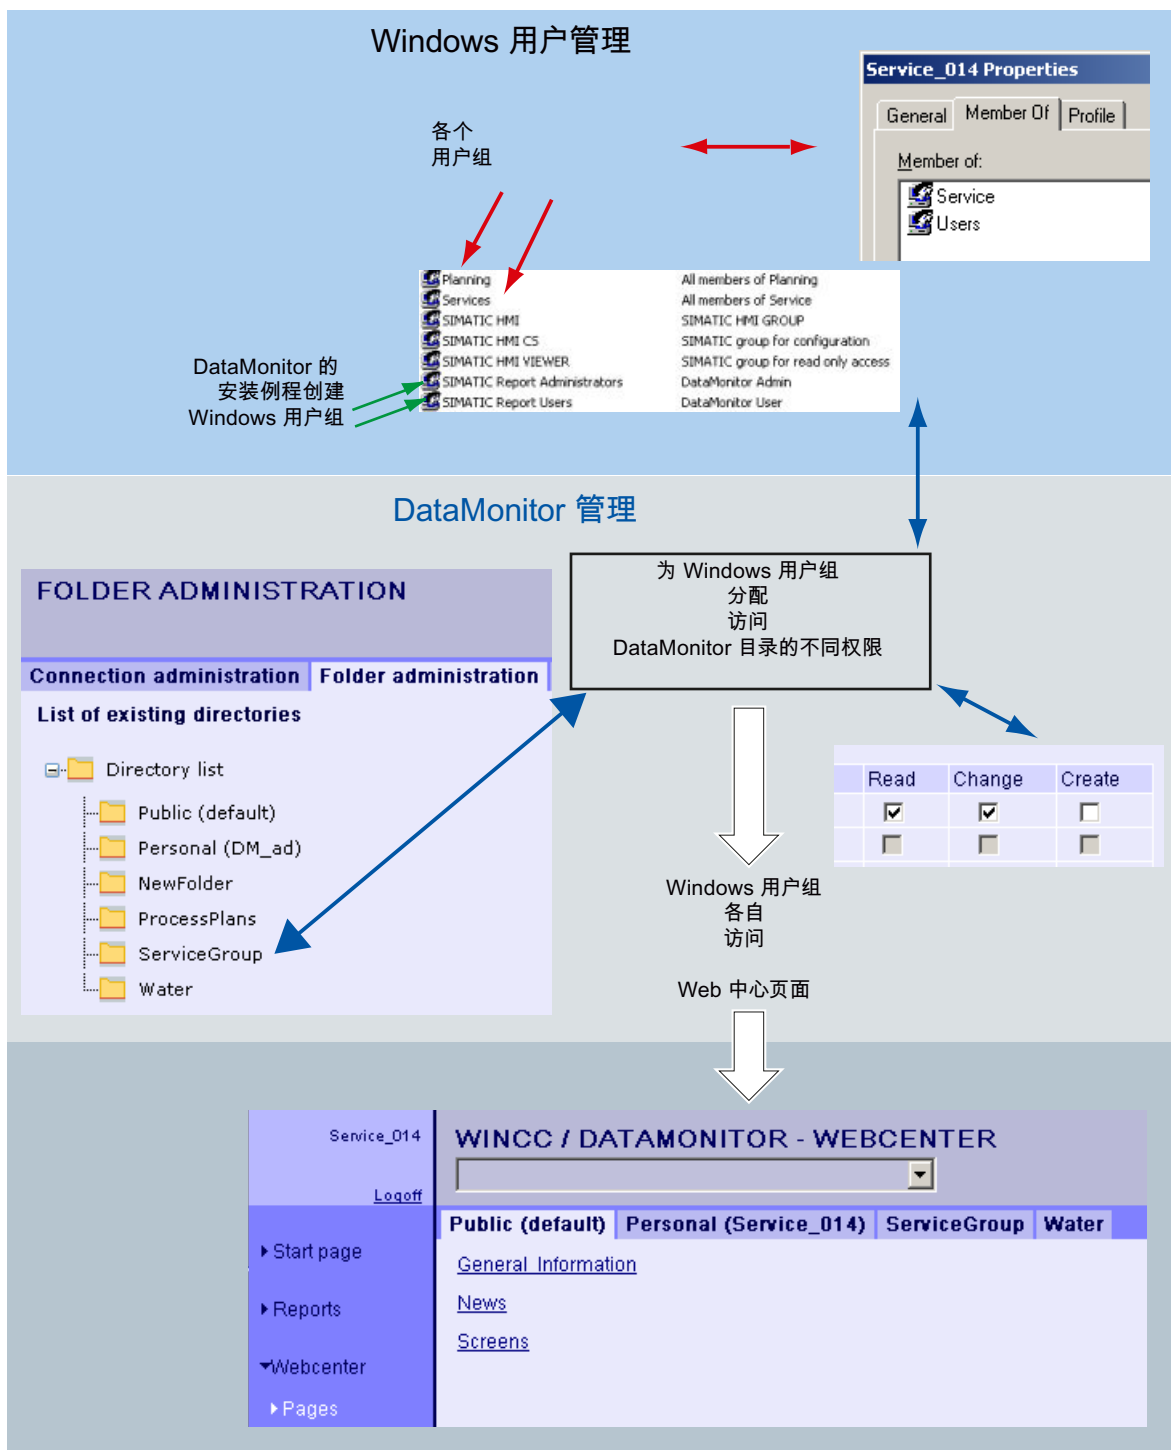 Windows 用户管理
Service_014 Properties
General Member Of Profile
Member of:
Service
Users
各个
用户组
Planning All members of Planning
Services All members of Service
SIMATIC HMI SIMATIC HMI GROUP
SIMATIC HMI CS SIMATIC group for configuration
SIMATIC HMI VIEWER SIMATIC group for read only access
SIMATIC Report Administrators DataMonitor Admin
SIMATIC Report Users DataMonitor User
DataMonitor 的
安装例程创建
Windows 用户组
DataMonitor 管理
FOLDER ADMINISTRATION
Connection administration Folder administration
List of existing directories
Directory list
Public (default)
Personal (DM_ad)
NewFolder
ProcessPlans
ServiceGroup
Water
为 Windows 用户组
分配
访问
DataMonitor 目录的不同权限
Read Change Create
Windows 用户组
各自
访问
Web 中心页面
Service_014
Logoff
Start page
Reports
Webcenter
Pages
WINCC / DATAMONITOR - WEBCENTER
Public (default) Personal (Service_014) ServiceGroup Water
General Information
News
Screens